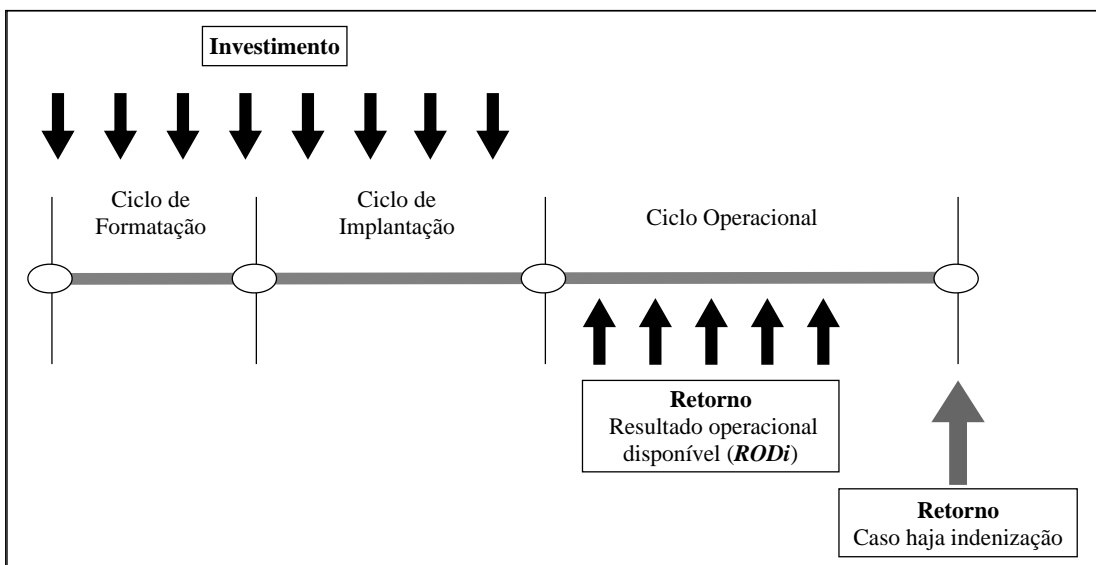 Investimento
Ciclo de
Formatação
Ciclo de
Implantação
Ciclo Operacional
Retorno
Resultado operacional
disponível (RODi)
Retorno
Caso haja indenização